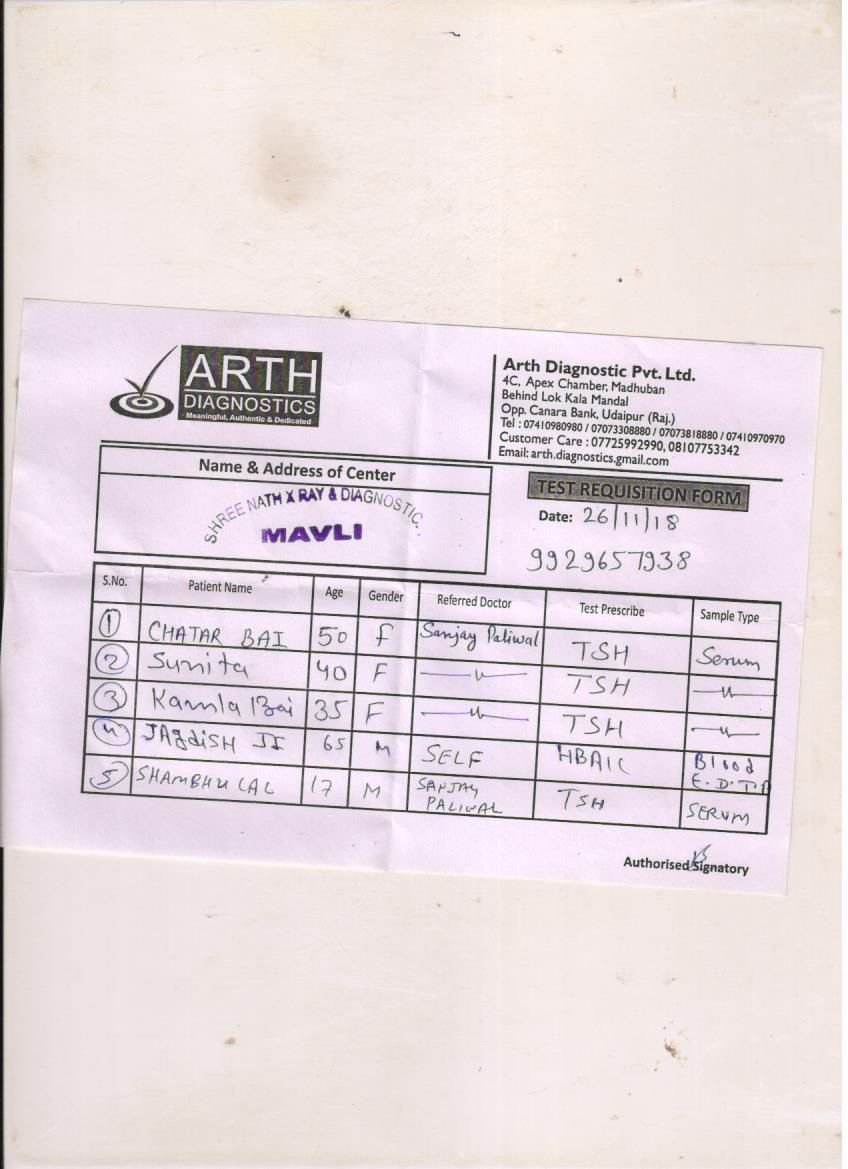 ARTH
DIAGNOSTICS
Meaningful, Authentic & Dedicated
Arth Diagnostic Pvt. Ltd.
4C, Apex Chamber, Madhuban
Behind Lok Kala Mandal
Opp. Canara Bank, Udaipur (Raj.)
Tel : 07410980980 / 07073308880 / 07073818880 / 07410970970
Customer Care : 07725992990, 08107753342
Email: arth.diagnostics.gmail.com
Name & Address of Center
SHREE NATH X RAY & DIAGNOSTIC.
MAVLI
TEST REQUISITION FORM
Date: 26/11/18
9929657938
S.No. Patient Name Age Gender Referred Doctor Test Prescribe Sample Type
1 CHATAR BAI 50 F Sanjay Paliwal TSH Serum
2 Sunita 40 F —〃— TSH —〃—
3 Kamla Bai 35 F —〃— TSH —〃—
4 JAgdiSH JI 65 M SELF HBA1C Blood E.D.T.A
5 SHAMBHU LAL 17 M SANJAY PALIWAL TSH SERUM
Authorised Signatory